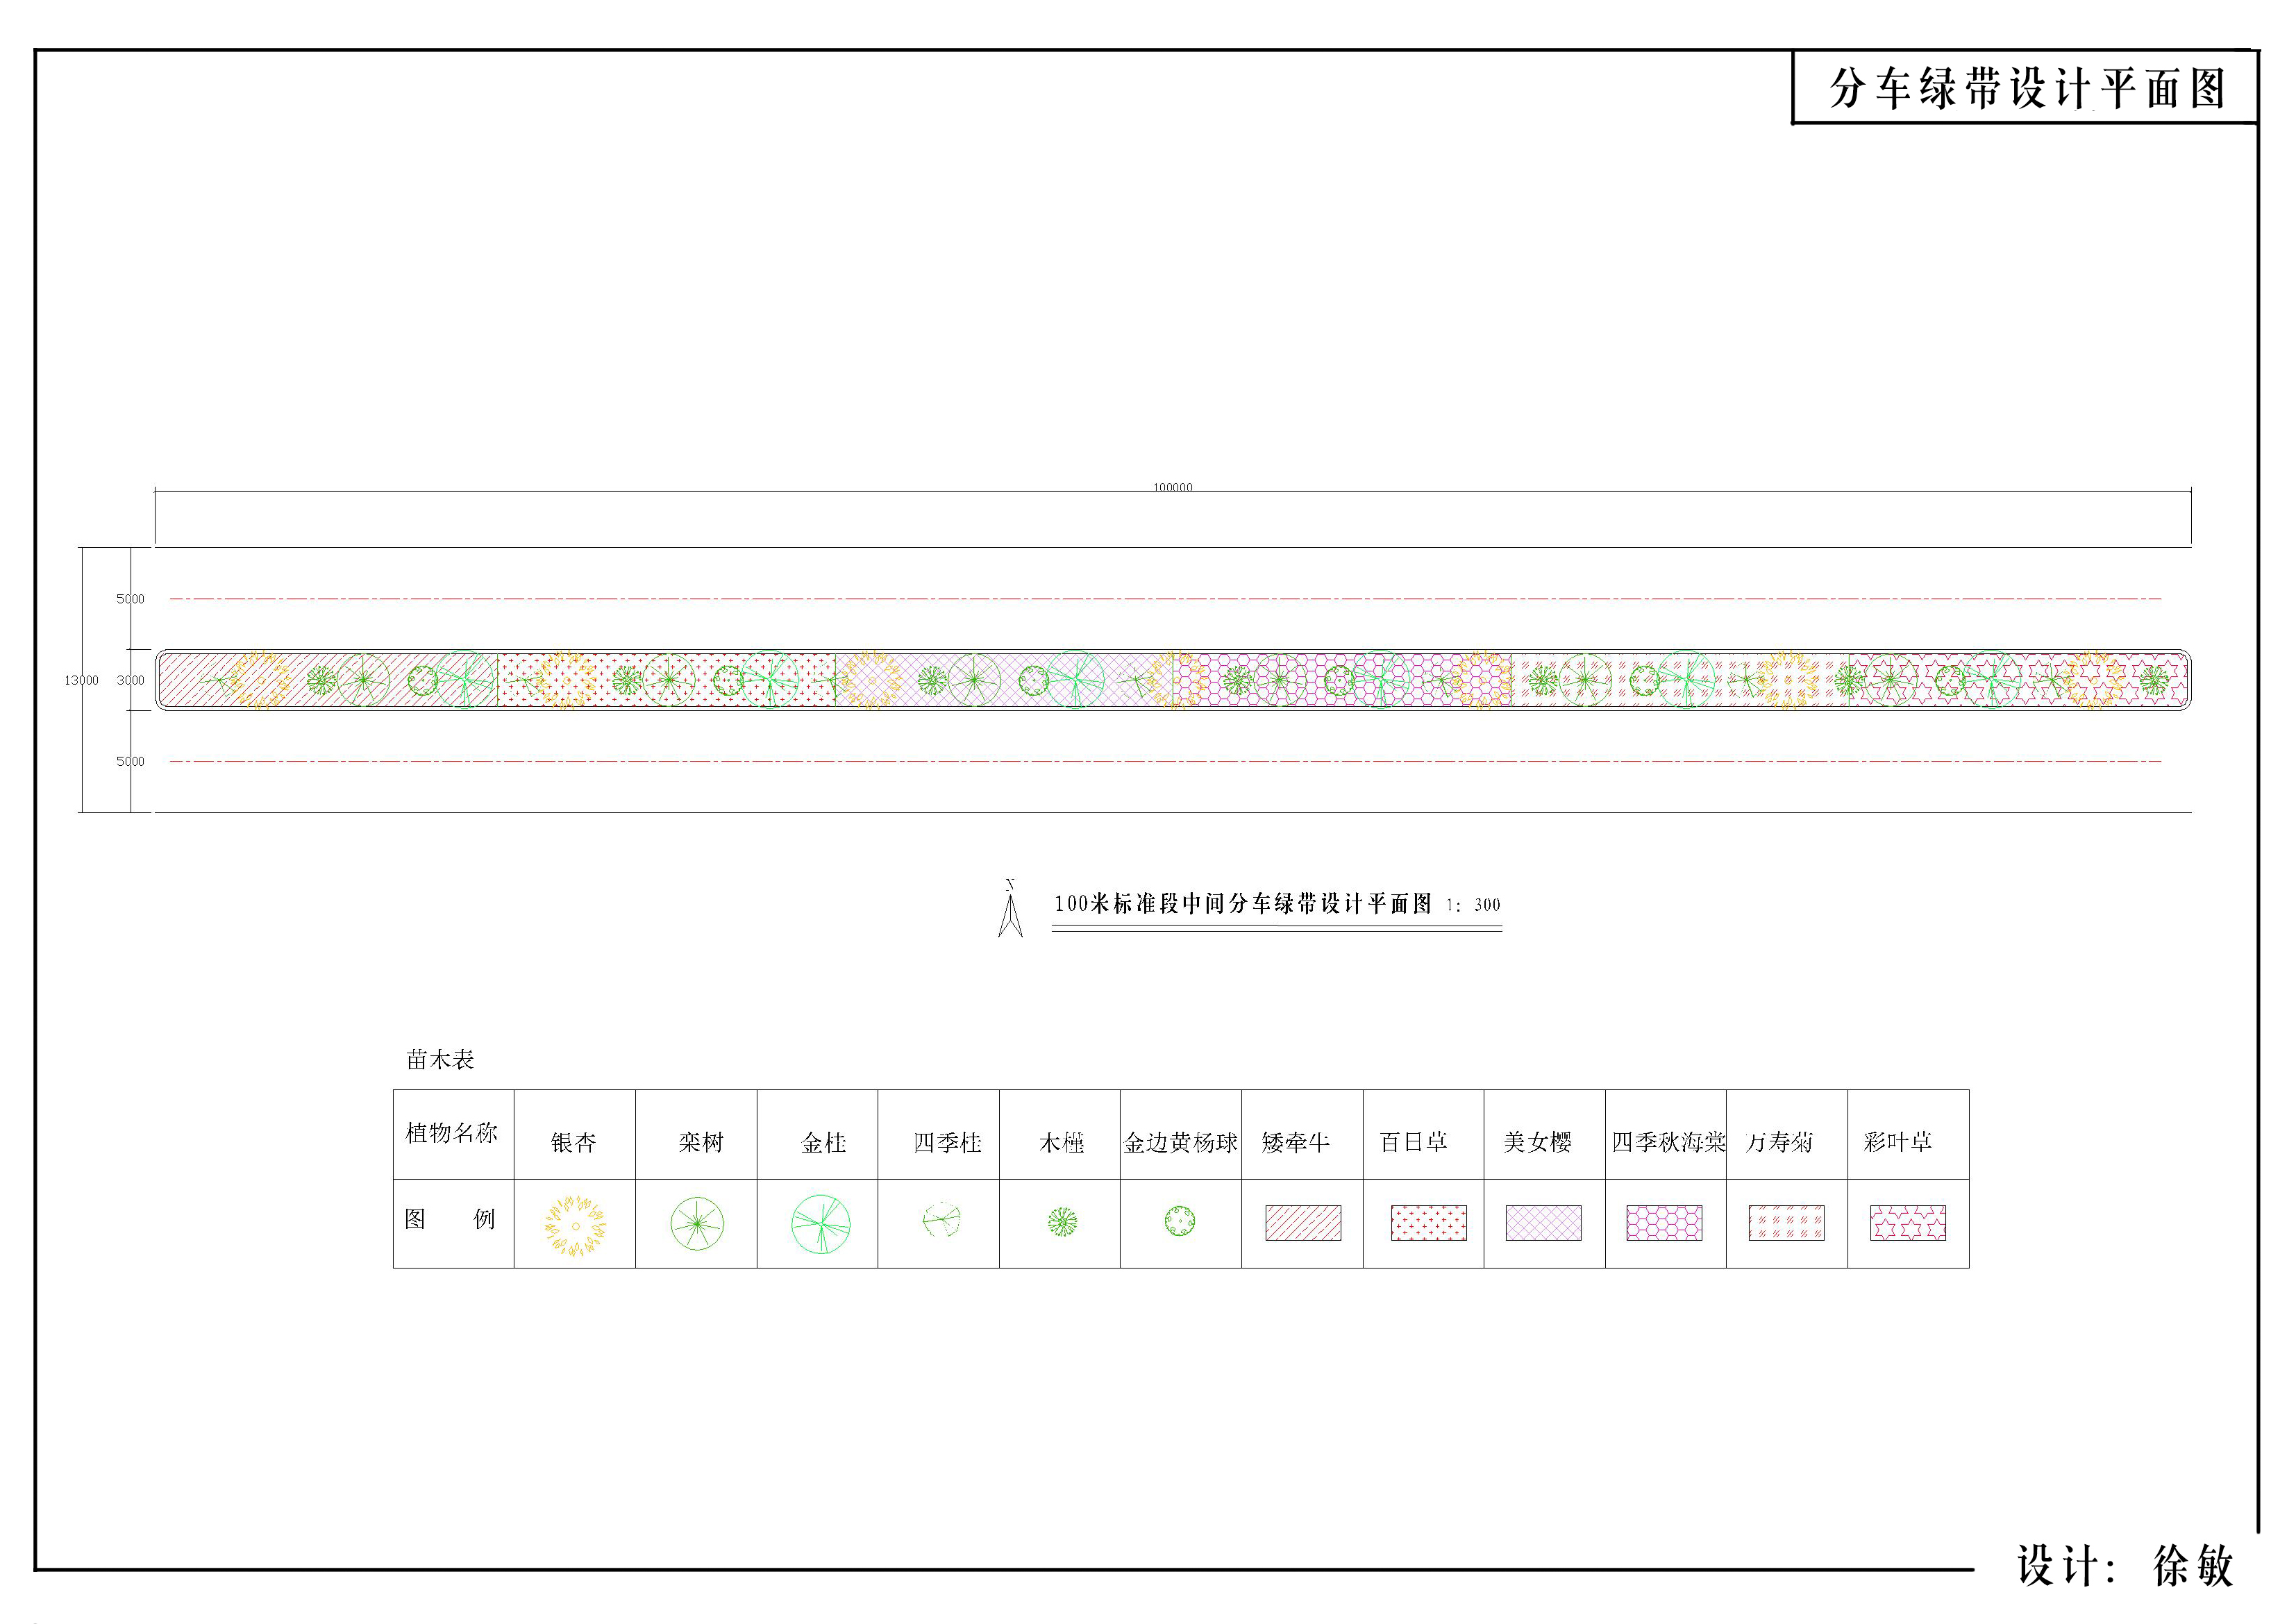 分车绿带设计平面图
100000
5000
13000 3000
5000
N
100米标准段中间分车绿带设计平面图 1: 300
苗木表
植物名称 银杏 栾树 金桂 四季桂 木槿 金边黄杨球 矮牵牛 百日草 美女樱 四季秋海棠 万寿菊 彩叶草
图 例
设计: 徐敏